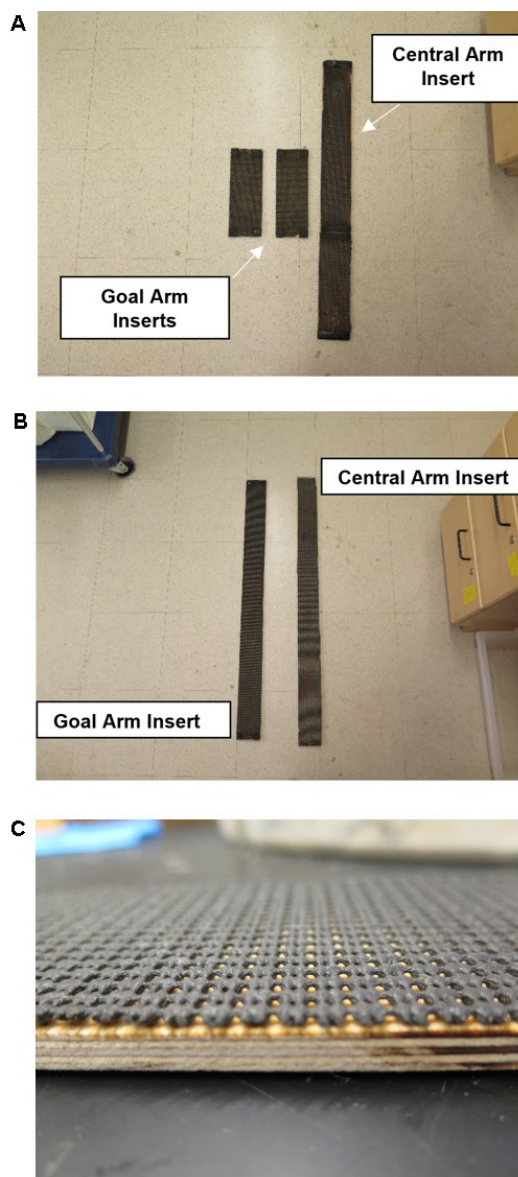 A
Central Arm
Insert
Goal Arm
Inserts
B
Central Arm Insert
Goal Arm Insert
C